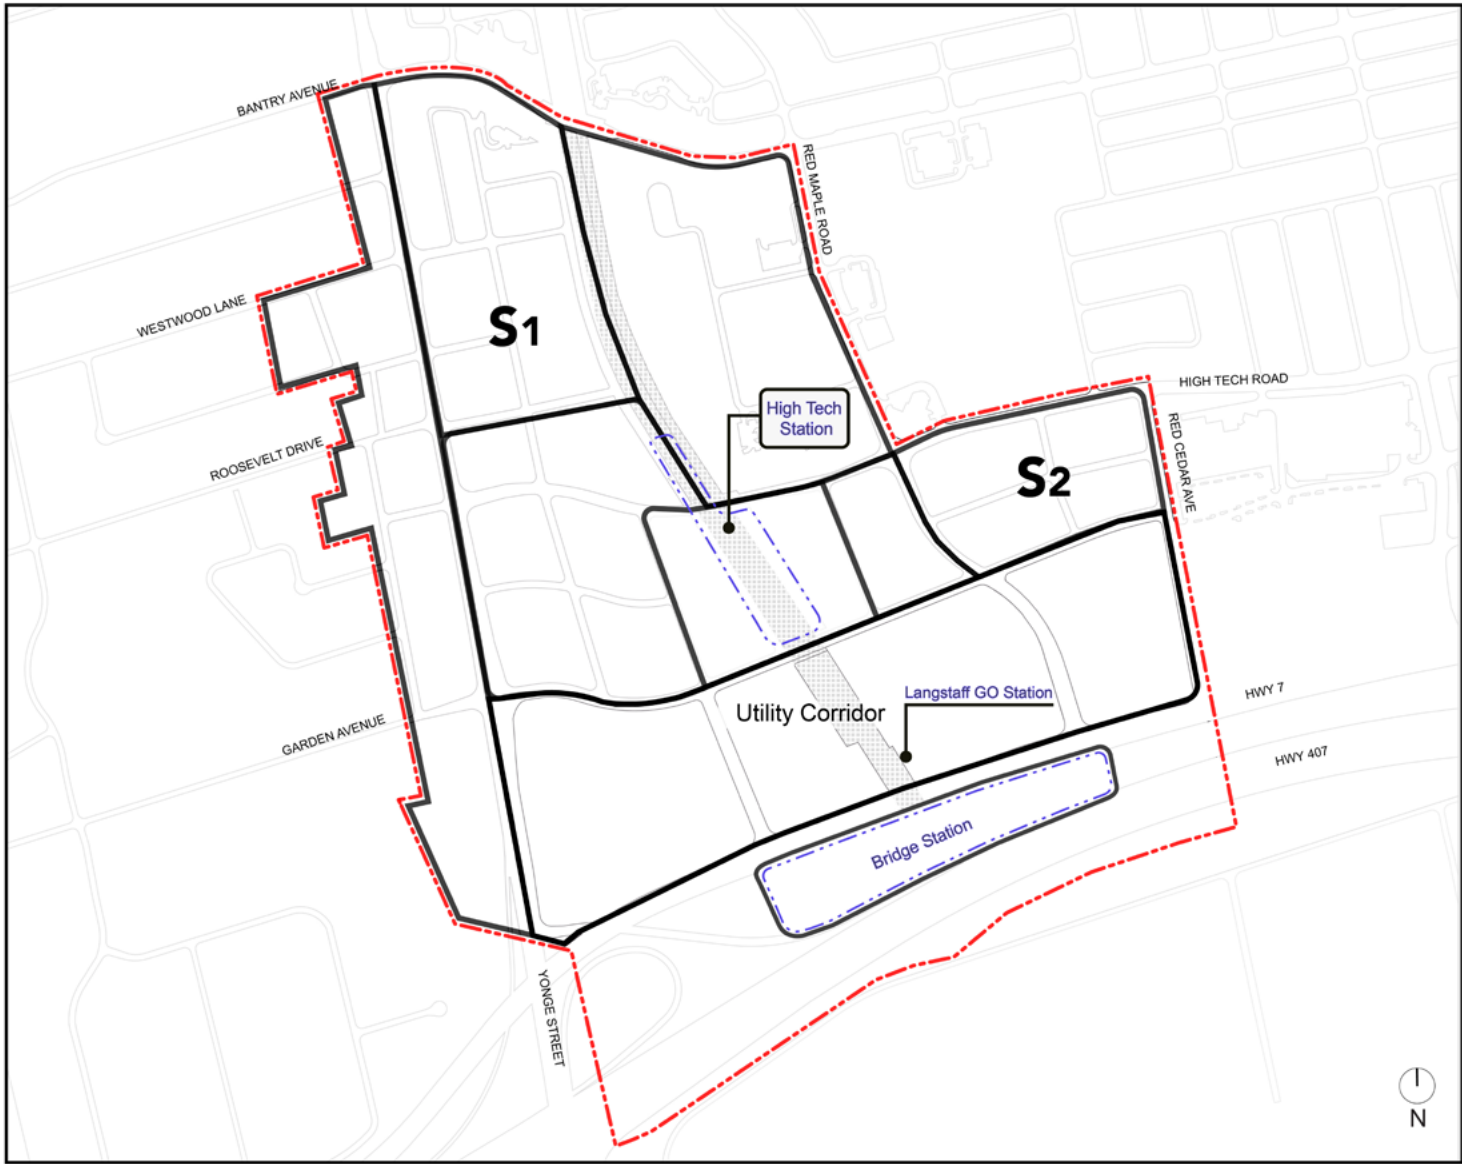 BANTRY AVENUE
RED MAPLE ROAD
WESTWOOD LANE
S1
HIGH TECH ROAD
High Tech
Station
RED CEDAR AVE
ROOSEVELT DRIVE
S2
Langstaff GO Station
HWY 7
Utility Corridor
GARDEN AVENUE
HWY 407
Bridge Station
YONGE STREET
N